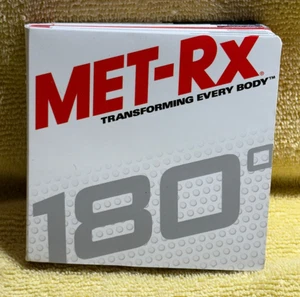 MET-Rx®
TRANSFORMING EVERY BODY™
180°